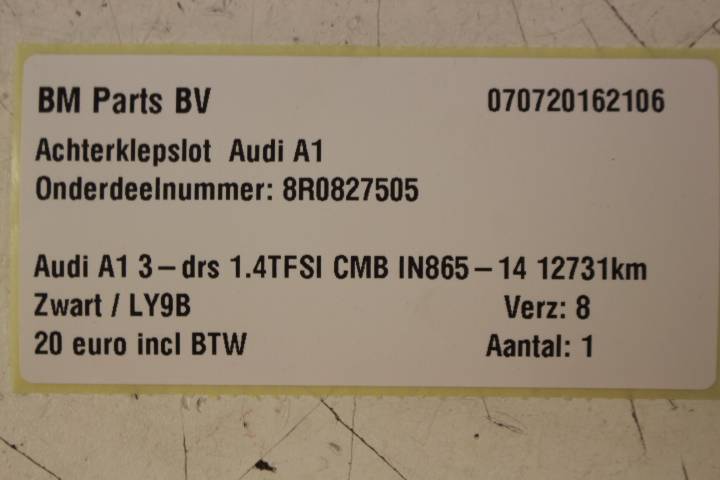 BM Parts BV 070720162106
Achterklepslot Audi A1
Onderdeelnummer: 8R0827505
Audi A1 3-drs 1.4TFSI CMB IN865-14 12731km
Zwart / LY9B Verz: 8
20 euro incl BTW Aantal: 1